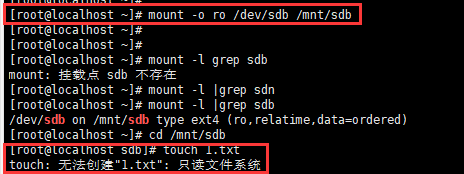 [root@localhost ~]#
[root@localhost ~]# mount -o ro /dev/sdb /mnt/sdb
[root@localhost ~]#
[root@localhost ~]#
[root@localhost ~]# mount -l grep sdb
mount: 挂载点 sdb 不存在
[root@localhost ~]# mount -l |grep sdn
[root@localhost ~]# mount -l |grep sdb
/dev/sdb on /mnt/sdb type ext4 (ro,relatime,data=ordered)
[root@localhost ~]# cd /mnt/sdb
[root@localhost sdb]# touch 1.txt
touch: 无法创建"1.txt": 只读文件系统